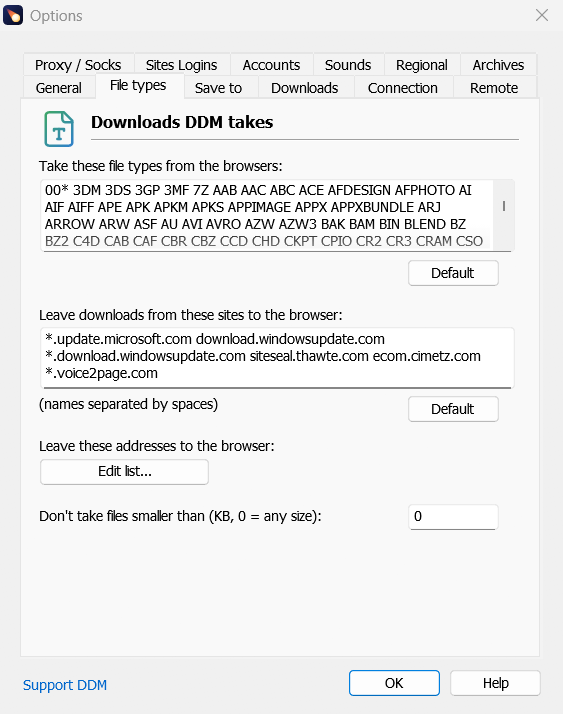 Options
Proxy / Socks Sites Logins Accounts Sounds Regional Archives
General File types Save to Downloads Connection Remote
Downloads DDM takes
Take these file types from the browsers:
00* 3DM 3DS 3GP 3MF 7Z AAB AAC ABC ACE AFDESIGN AFPHOTO AI
AIF AIFF APE APK APKM APKS APPIMAGE APPX APPXBUNDLE ARJ
ARROW ARW ASF AU AVI AVRO AZW AZW3 BAK BAM BIN BLEND BZ
BZ2 C4D CAB CAF CBR CBZ CCD CHD CKPT CPIO CR2 CR3 CRAM CSO
Default
Leave downloads from these sites to the browser:
*.update.microsoft.com download.windowsupdate.com
*.download.windowsupdate.com siteseal.thawte.com ecom.cimetz.com
*.voice2page.com
(names separated by spaces)
Default
Leave these addresses to the browser:
Edit list...
Don't take files smaller than (KB, 0 = any size):
0
Support DDM
OK
Help